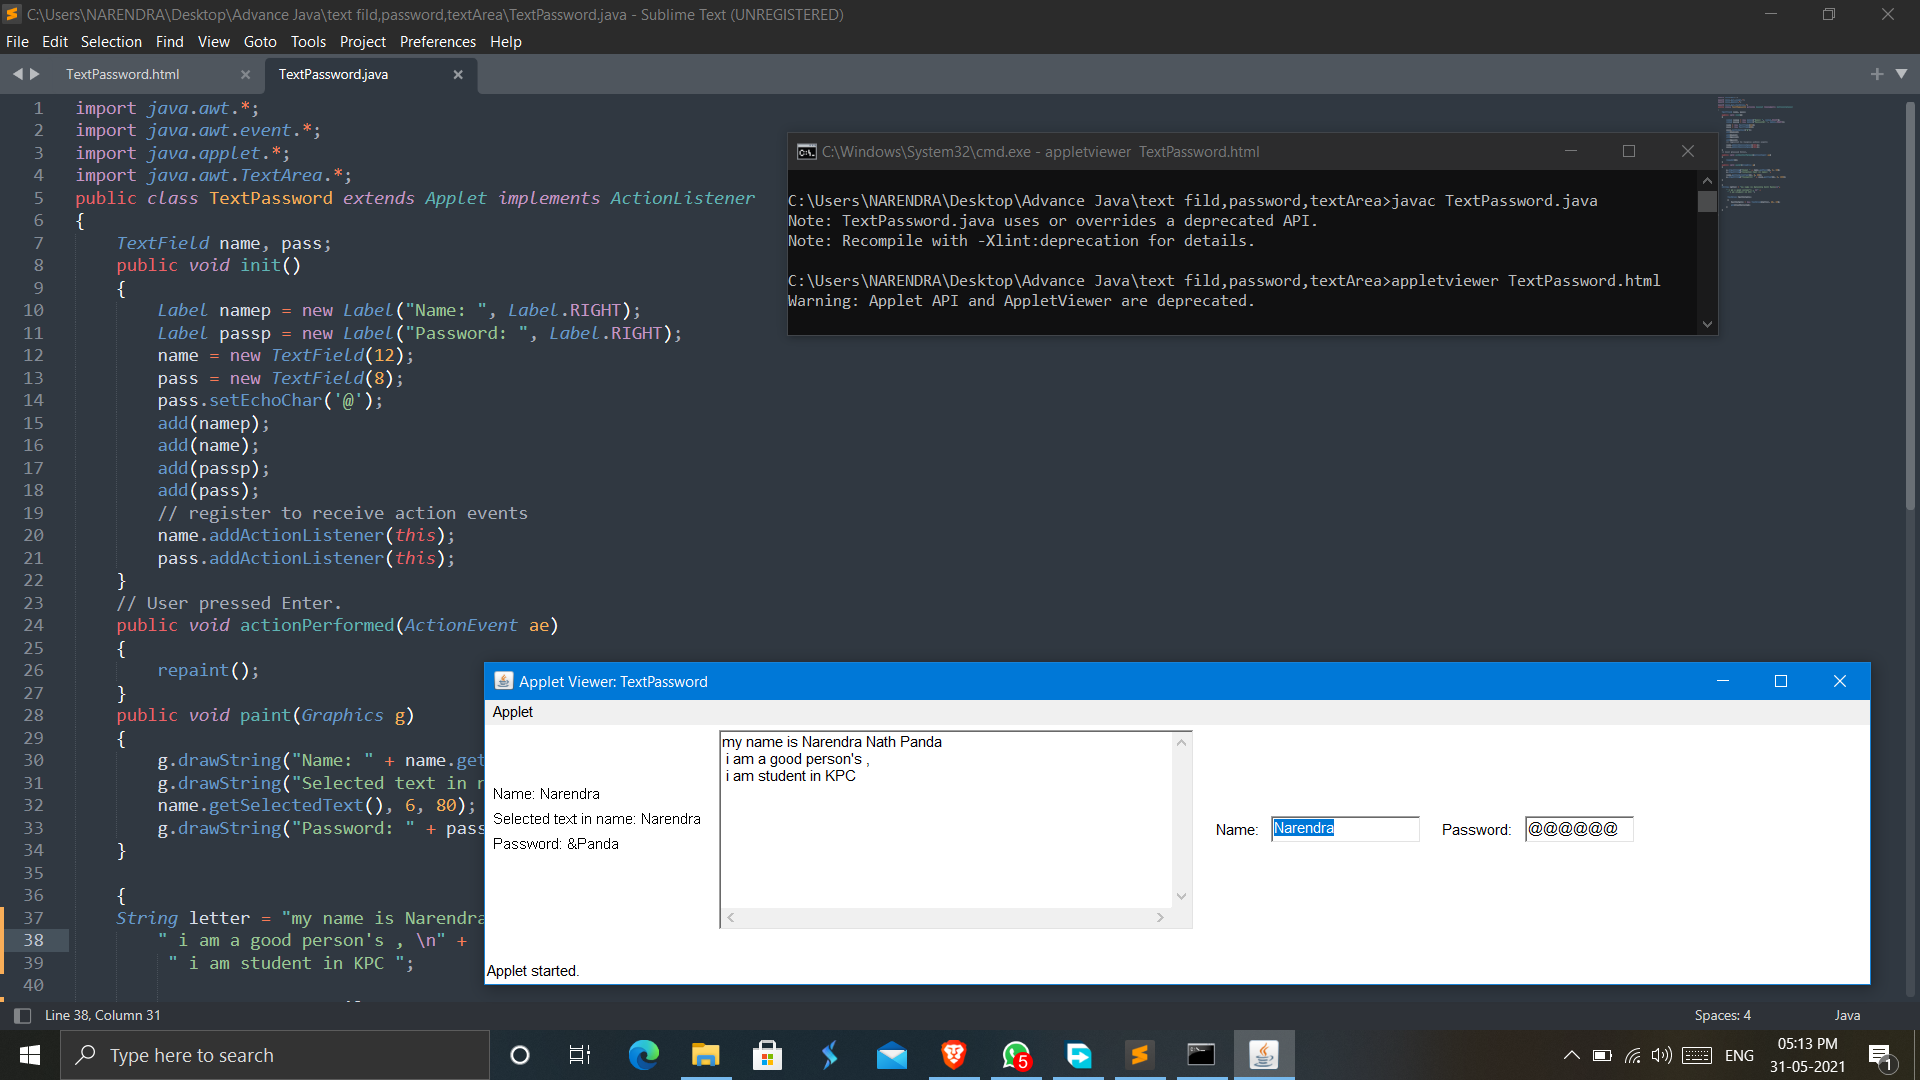 C:\Users\NARENDRA\Desktop\Advance Java\text fild,password,textArea\TextPassword.java - Sublime Text (UNREGISTERED)
File Edit Selection Find View Goto Tools Project Preferences Help
TextPassword.html
TextPassword.java
1 import java.awt.*;
2 import java.awt.event.*;
3 import java.applet.*;
4 import java.awt.TextArea.*;
5 public class TextPassword extends Applet implements ActionListener
6 {
7 TextField name, pass;
8 public void init()
9 {
10 Label namep = new Label("Name: ", Label.RIGHT);
11 Label passp = new Label("Password: ", Label.RIGHT);
12 name = new TextField(12);
13 pass = new TextField(8);
14 pass.setEchoChar('@');
15 add(namep);
16 add(name);
17 add(passp);
18 add(pass);
19 // register to receive action events
20 name.addActionListener(this);
21 pass.addActionListener(this);
22 }
23 // User pressed Enter.
24 public void actionPerformed(ActionEvent ae)
25 {
26 repaint();
27 }
28 public void paint(Graphics g)
29 {
30 g.drawString("Name: " + name.get
31 g.drawString("Selected text in n
32 name.getSelectedText(), 6, 80);
33 g.drawString("Password: " + pass
34 }
35
36 {
37 String letter = "my name is Narendra
38 " i am a good person's , \n" +
39 " i am student in KPC ";
40
C:\Windows\System32\cmd.exe - appletviewer TextPassword.html
C:\Users\NARENDRA\Desktop\Advance Java\text fild,password,textArea>javac TextPassword.java
Note: TextPassword.java uses or overrides a deprecated API.
Note: Recompile with -Xlint:deprecation for details.
C:\Users\NARENDRA\Desktop\Advance Java\text fild,password,textArea>appletviewer TextPassword.html
Warning: Applet API and AppletViewer are deprecated.
Applet Viewer: TextPassword
Applet
Name: Narendra
Selected text in name: Narendra
Password: &Panda
my name is Narendra Nath Panda
i am a good person's ,
i am student in KPC
Name: Narendra Password: @@@@@@
Applet started.
Line 38, Column 31 Spaces: 4 Java
Type here to search
5
ENG
05:13 PM
31-05-2021
1